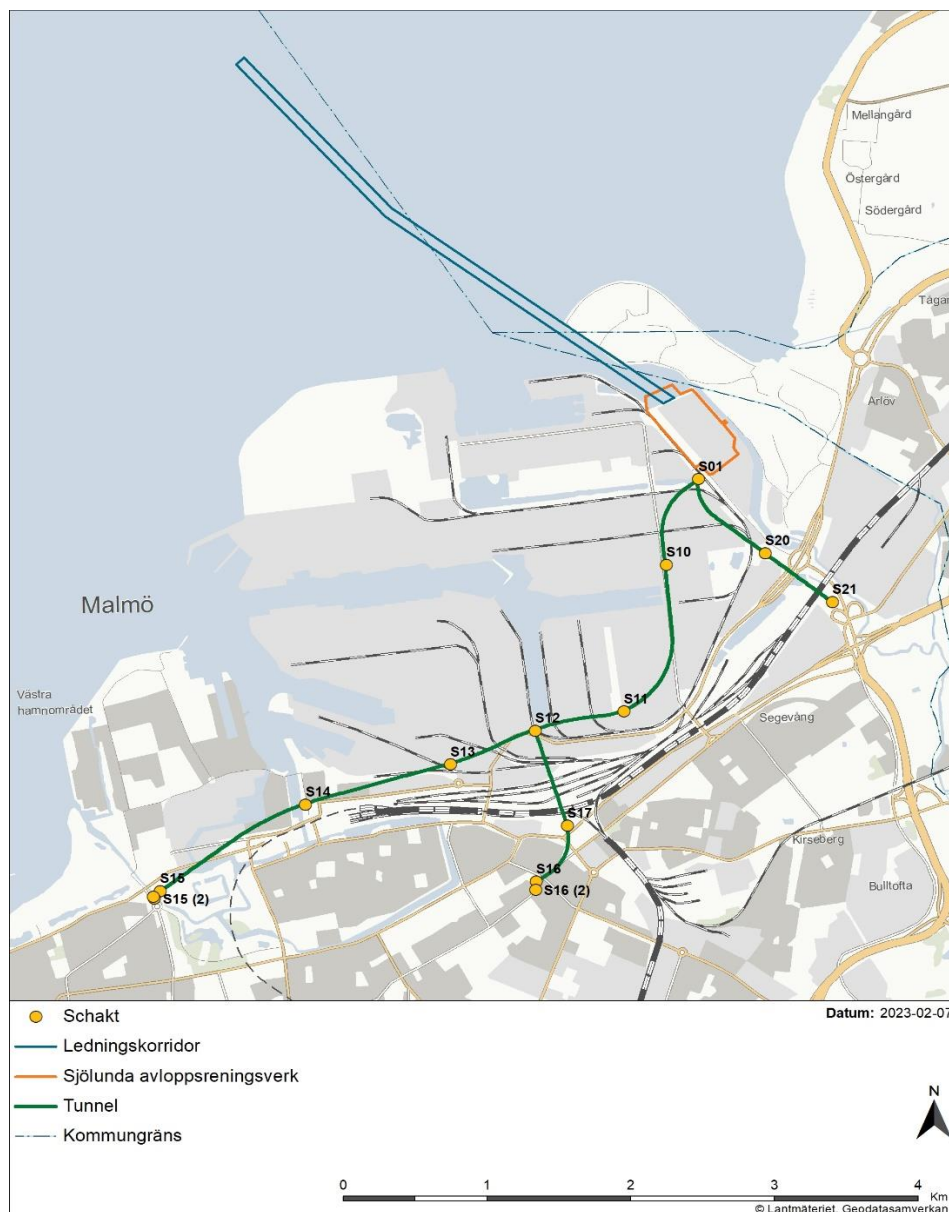 Mellangård
Östergård
Södergård
Arlöv
S01
S10
S20
S21
Malmö
Västra
hamnområdet
S11
Segevång
S12
S13
S14
S17
Kirseberg
S16
S15
S16 (2)
S15 (2)
Bulltofta
Schakt
Datum: 2023-02-07
Ledningskorridor
Sjölunda avloppsreningsverk
Tunnel
Kommungräns
N
0 1 2 3 4
Km
© Lantmäteriet, Geodatasamverkan